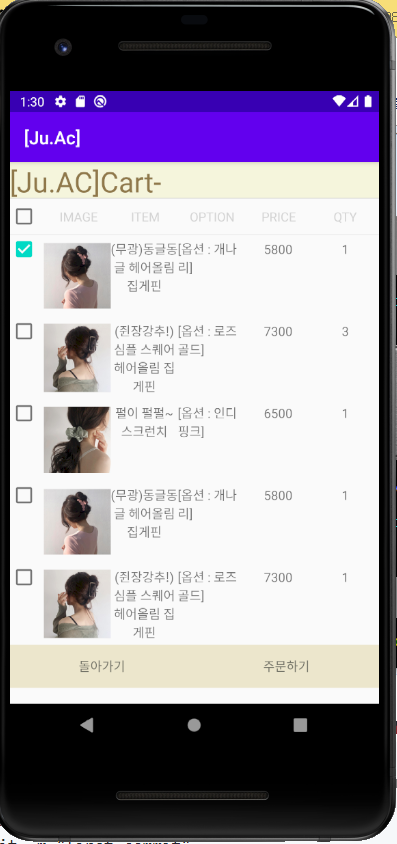 1:30
[Ju.Ac]
[Ju.AC]Cart-
IMAGE ITEM OPTION PRICE QTY
(무광)동글동 [옵션 : 개나 5800 1
글 헤어올림 리]
집게핀
(쥔장강추!) [옵션 : 로즈 7300 3
심플 스퀘어 골드]
헤어올림 집
게핀
펄이 펄펄~ [옵션 : 인디 6500 1
스크런치 핑크]
(무광)동글동 [옵션 : 개나 5800 1
글 헤어올림 리]
집게핀
(쥔장강추!) [옵션 : 로즈 7300 1
심플 스퀘어 골드]
헤어올림 집
게핀
돌아가기 주문하기